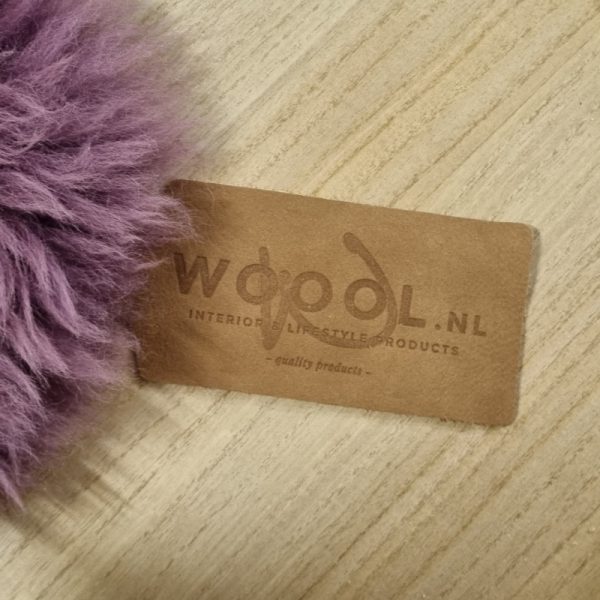 WOOOL.NL
INTERIOR & LIFESTYLE PRODUCTS
- quality products -